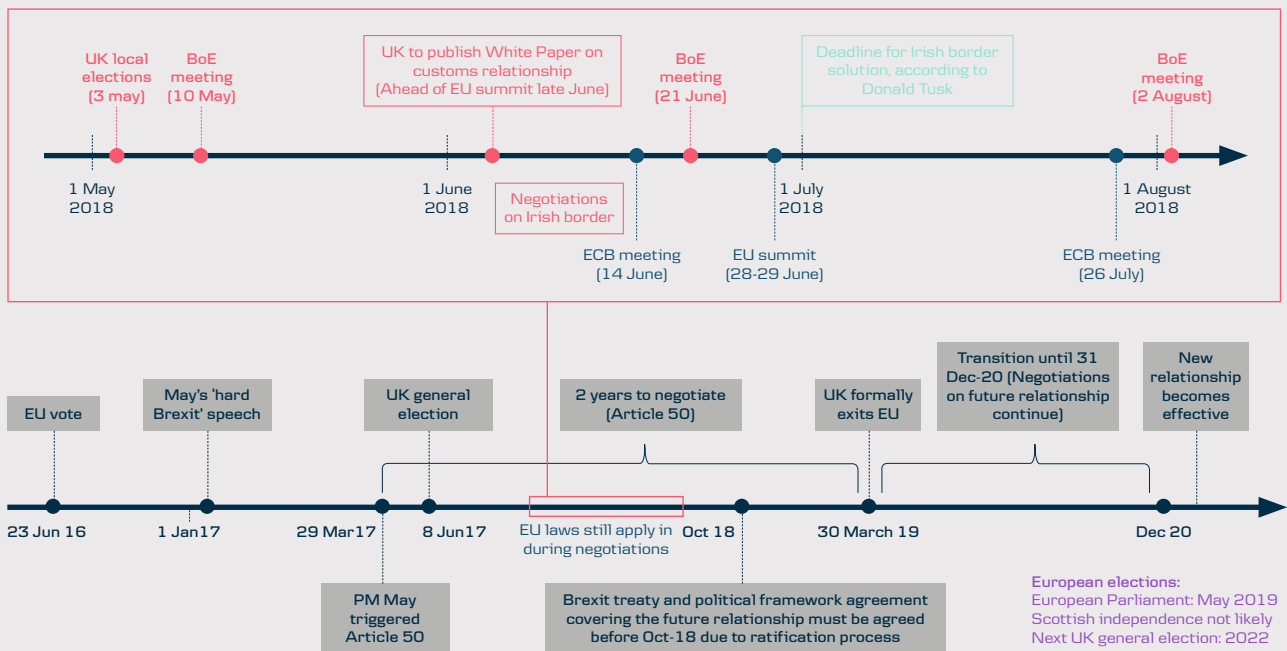 UK local
elections
(3 may)
BoE
meeting
(10 May)
UK to publish White Paper on
customs relationship
(Ahead of EU summit late June)
BoE
meeting
(21 June)
Deadline for Irish border
solution, according to
Donald Tusk
BoE
meeting
(2 August)
1 May
2018
1 June
2018
Negotiations
on Irish border
1 July
2018
1 August
2018
ECB meeting
(14 June)
EU summit
(28-29 June)
ECB meeting
(26 July)
EU vote
May's 'hard
Brexit' speech
UK general
election
2 years to negotiate
(Article 50)
UK formally
exits EU
Transition until 31
Dec-20 (Negotiations
on future relationship
continue)
New
relationship
becomes
effective
23 Jun 16
1 Jan17
29 Mar17
8 Jun17
EU laws still apply in
during negotiations
Oct 18
30 March 19
Dec 20
PM May
triggered
Article 50
Brexit treaty and political framework agreement
covering the future relationship must be agreed
before Oct-18 due to ratification process
European elections:
European Parliament: May 2019
Scottish independence not likely
Next UK general election: 2022